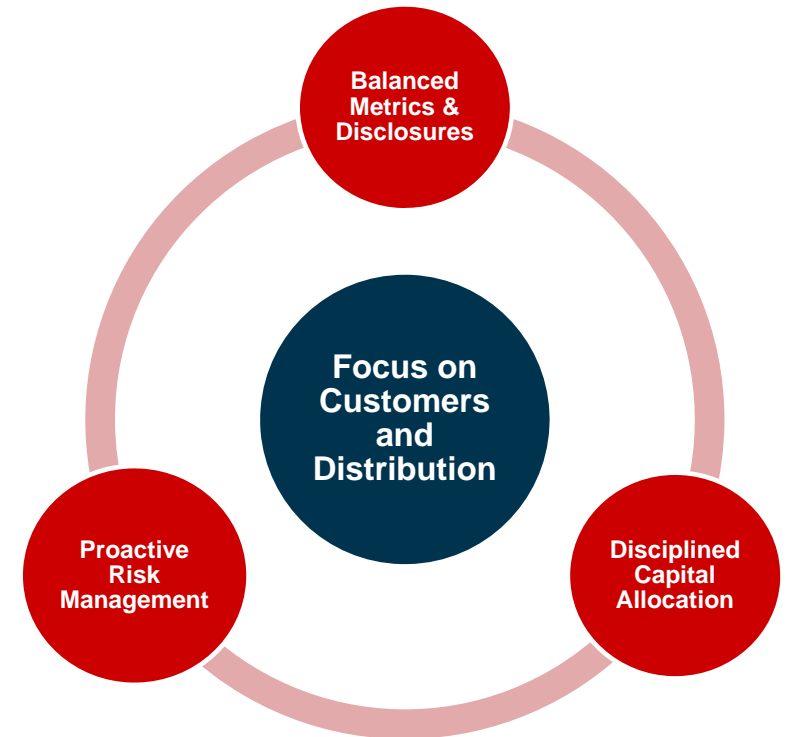 Balanced
Metrics &
Disclosures
Focus on
Customers
and
Distribution
Proactive
Risk
Management
Disciplined
Capital
Allocation